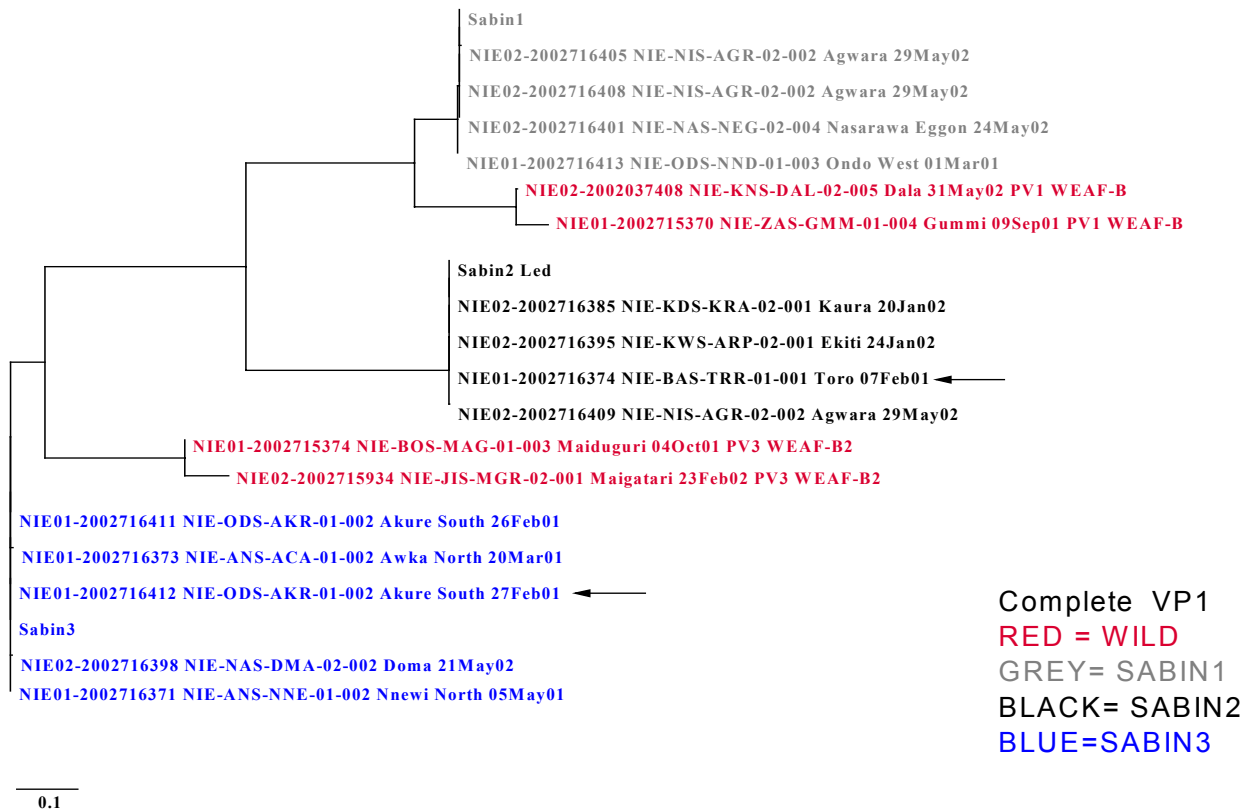 Sabin1
NIE02-2002716405 NIE-NIS-AGR-02-002 Agwara 29May02
NIE02-2002716408 NIE-NIS-AGR-02-002 Agwara 29May02
NIE02-2002716401 NIE-NAS-NEG-02-004 Nasarawa Eggon 24May02
NIE01-2002716413 NIE-ODS-NND-01-003 Ondo West 01Mar01
NIE02-2002037408 NIE-KNS-DAL-02-005 Dala 31May02 PV1 WEAF-B
NIE01-2002715370 NIE-ZAS-GMM-01-004 Gummi 09Sep01 PV1 WEAF-B
Sabin2 Led
NIE02-2002716385 NIE-KDS-KRA-02-001 Kaura 20Jan02
NIE02-2002716395 NIE-KWS-ARP-02-001 Ekiti 24Jan02
NIE01-2002716374 NIE-BAS-TRR-01-001 Toro 07Feb01
NIE02-2002716409 NIE-NIS-AGR-02-002 Agwara 29May02
NIE01-2002715374 NIE-BOS-MAG-01-003 Maiduguri 04Oct01 PV3 WEAF-B2
NIE02-2002715934 NIE-JIS-MGR-02-001 Maigatari 23Feb02 PV3 WEAF-B2
NIE01-2002716411 NIE-ODS-AKR-01-002 Akure South 26Feb01
NIE01-2002716373 NIE-ANS-ACA-01-002 Awka North 20Mar01
NIE01-2002716412 NIE-ODS-AKR-01-002 Akure South 27Feb01
Sabin3
NIE02-2002716398 NIE-NAS-DMA-02-002 Doma 21May02
NIE01-2002716371 NIE-ANS-NNE-01-002 Nnewi North 05May01
Complete VP1
RED = WILD
GREY= SABIN1
BLACK= SABIN2
BLUE=SABIN3
0.1